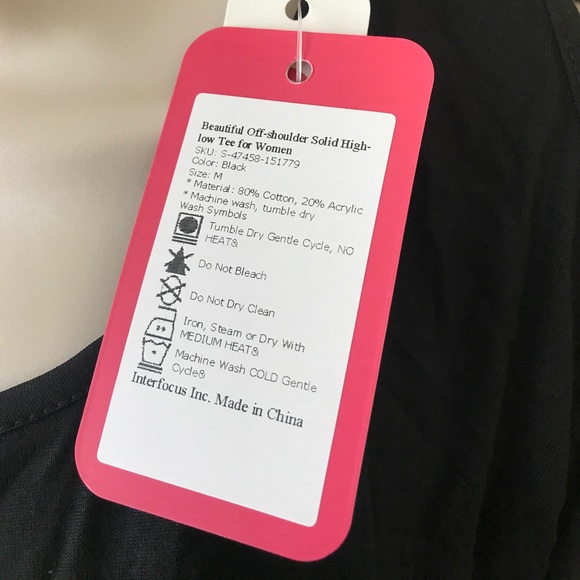 Beautiful Off-shoulder Solid High-
low Tee for Women
SKU: S-47458-151779
Color: Black
Size: M
* Material: 80% Cotton, 20% Acrylic
* Machine wash, tumble dry
Wash Symbols
Tumble Dry Gentle Cycle, NO
HEAT&
Do Not Bleach
Do Not Dry Clean
Iron, Steam or Dry With
MEDIUM HEAT&
Machine Wash COLD Gentle
Cycle&
Interfocus Inc. Made in China